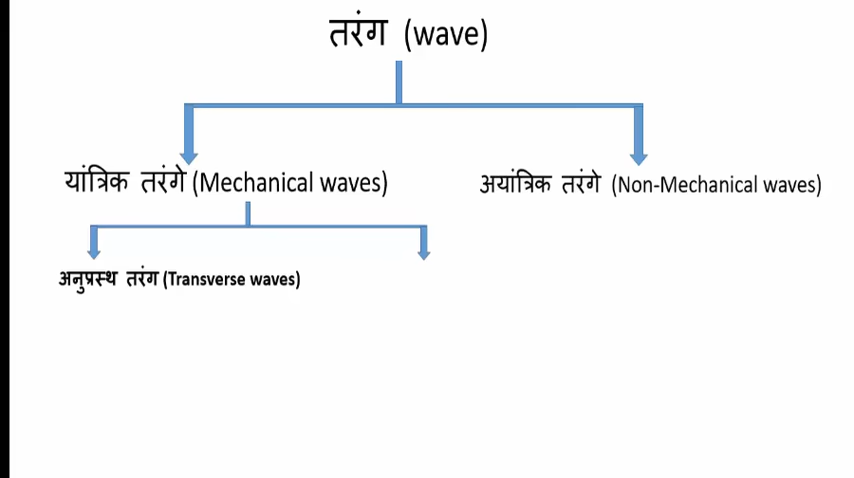 तरंग (wave)
यांत्रिक तरंगे (Mechanical waves)
अयांत्रिक तरंगे (Non-Mechanical waves)
अनुप्रस्थ तरंग (Transverse waves)